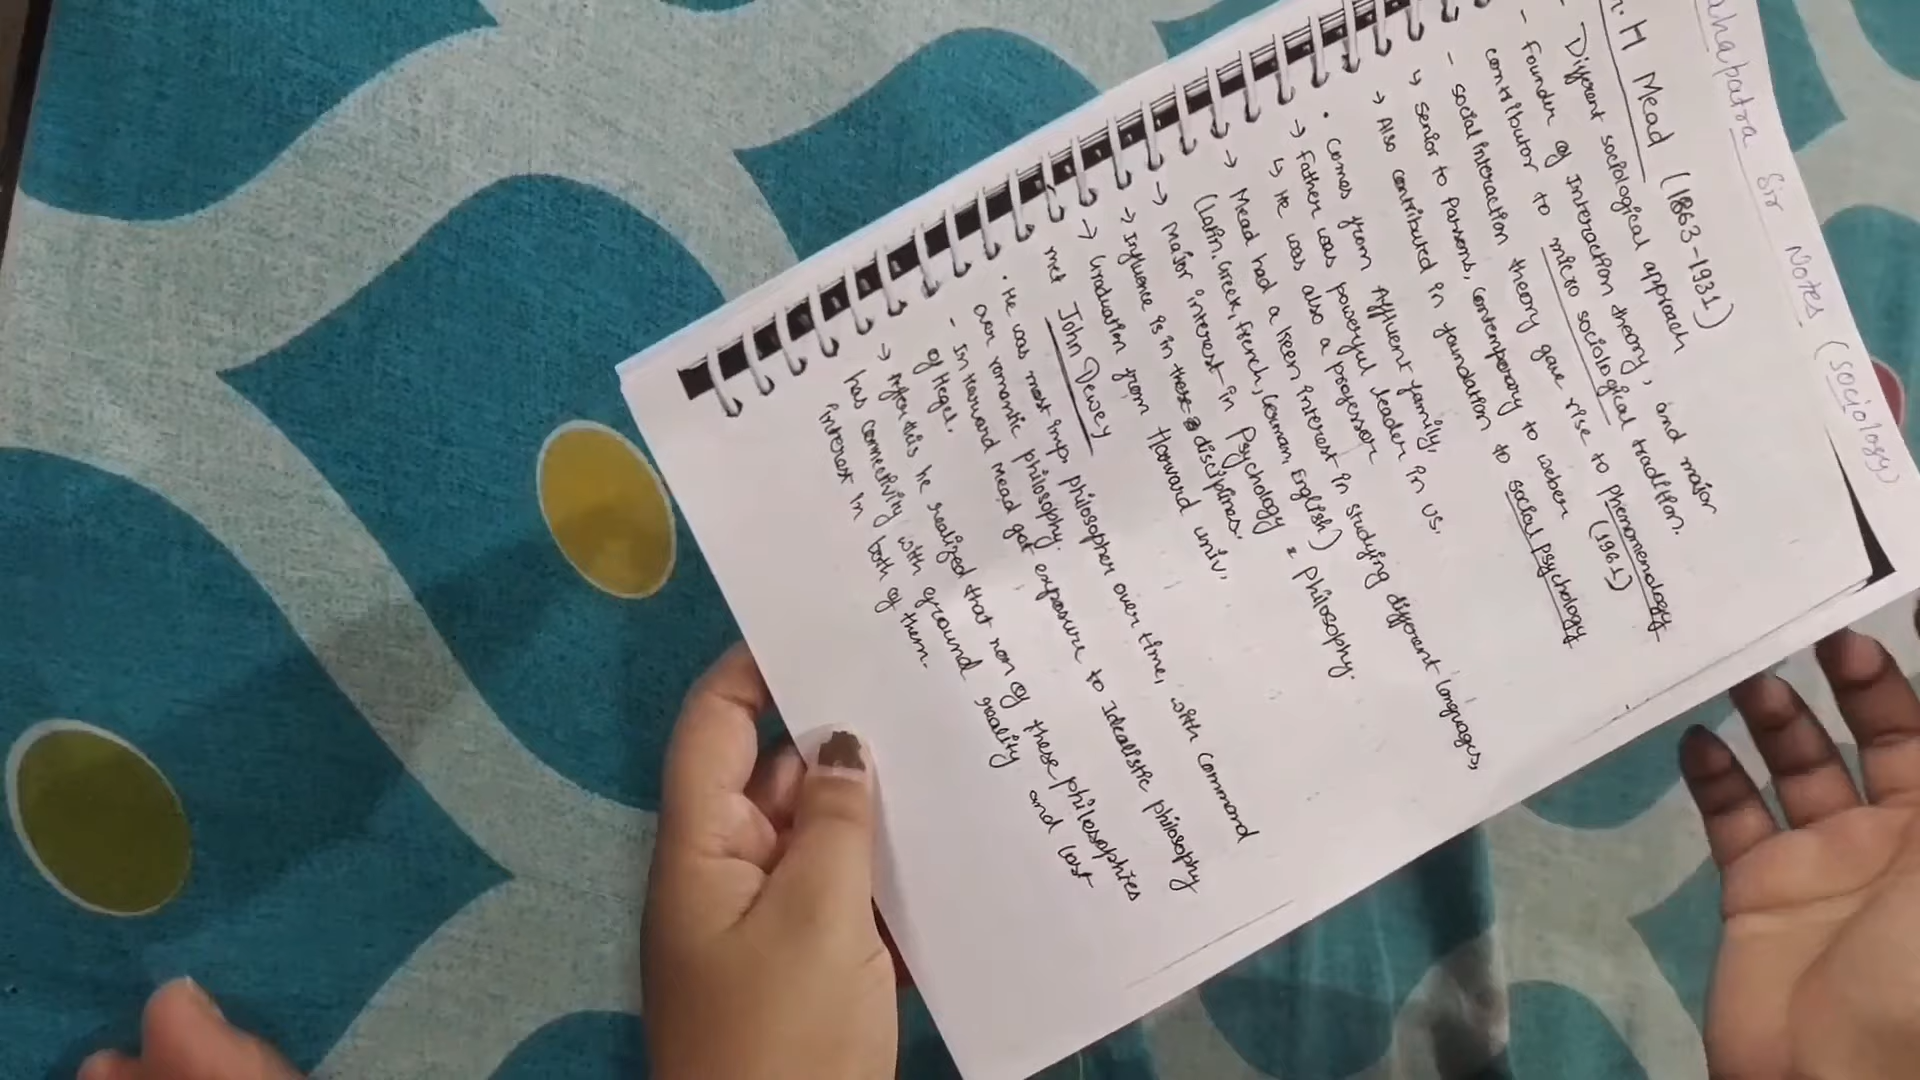 ahapatra Sir Notes (Sociology)
. H Mead (1863-1931)
- Different sociological approach
- Founder of Interaction theory, and major
contributor to micro sociological tradition.
- Social Interaction theory gave rise to Phenomenology
(1961)
↳ Senior to Parsons, contemporary to weber
→ Also contributed in foundation to social psychology
• Comes from Affluent family,
→ Father was powerful leader in US.
↳ He was also a professor
→ Mead had a keen interest in studying different languages,
(Latin, Greek, French, German, English)
→ Major interest in Psychology & Philosophy.
→ Influence is in these 2 disciplines.
→ Graduation from Harvard univ,
met John Dewey
• He was most imp. philosopher over time, with command
over romantic philosophy.
- In Harvard Mead got exposure to Idealistic philosophy
of Hegel.
→ After this he realized that non of these philosophies
has connectivity with ground reality and lost
interest in both of them.